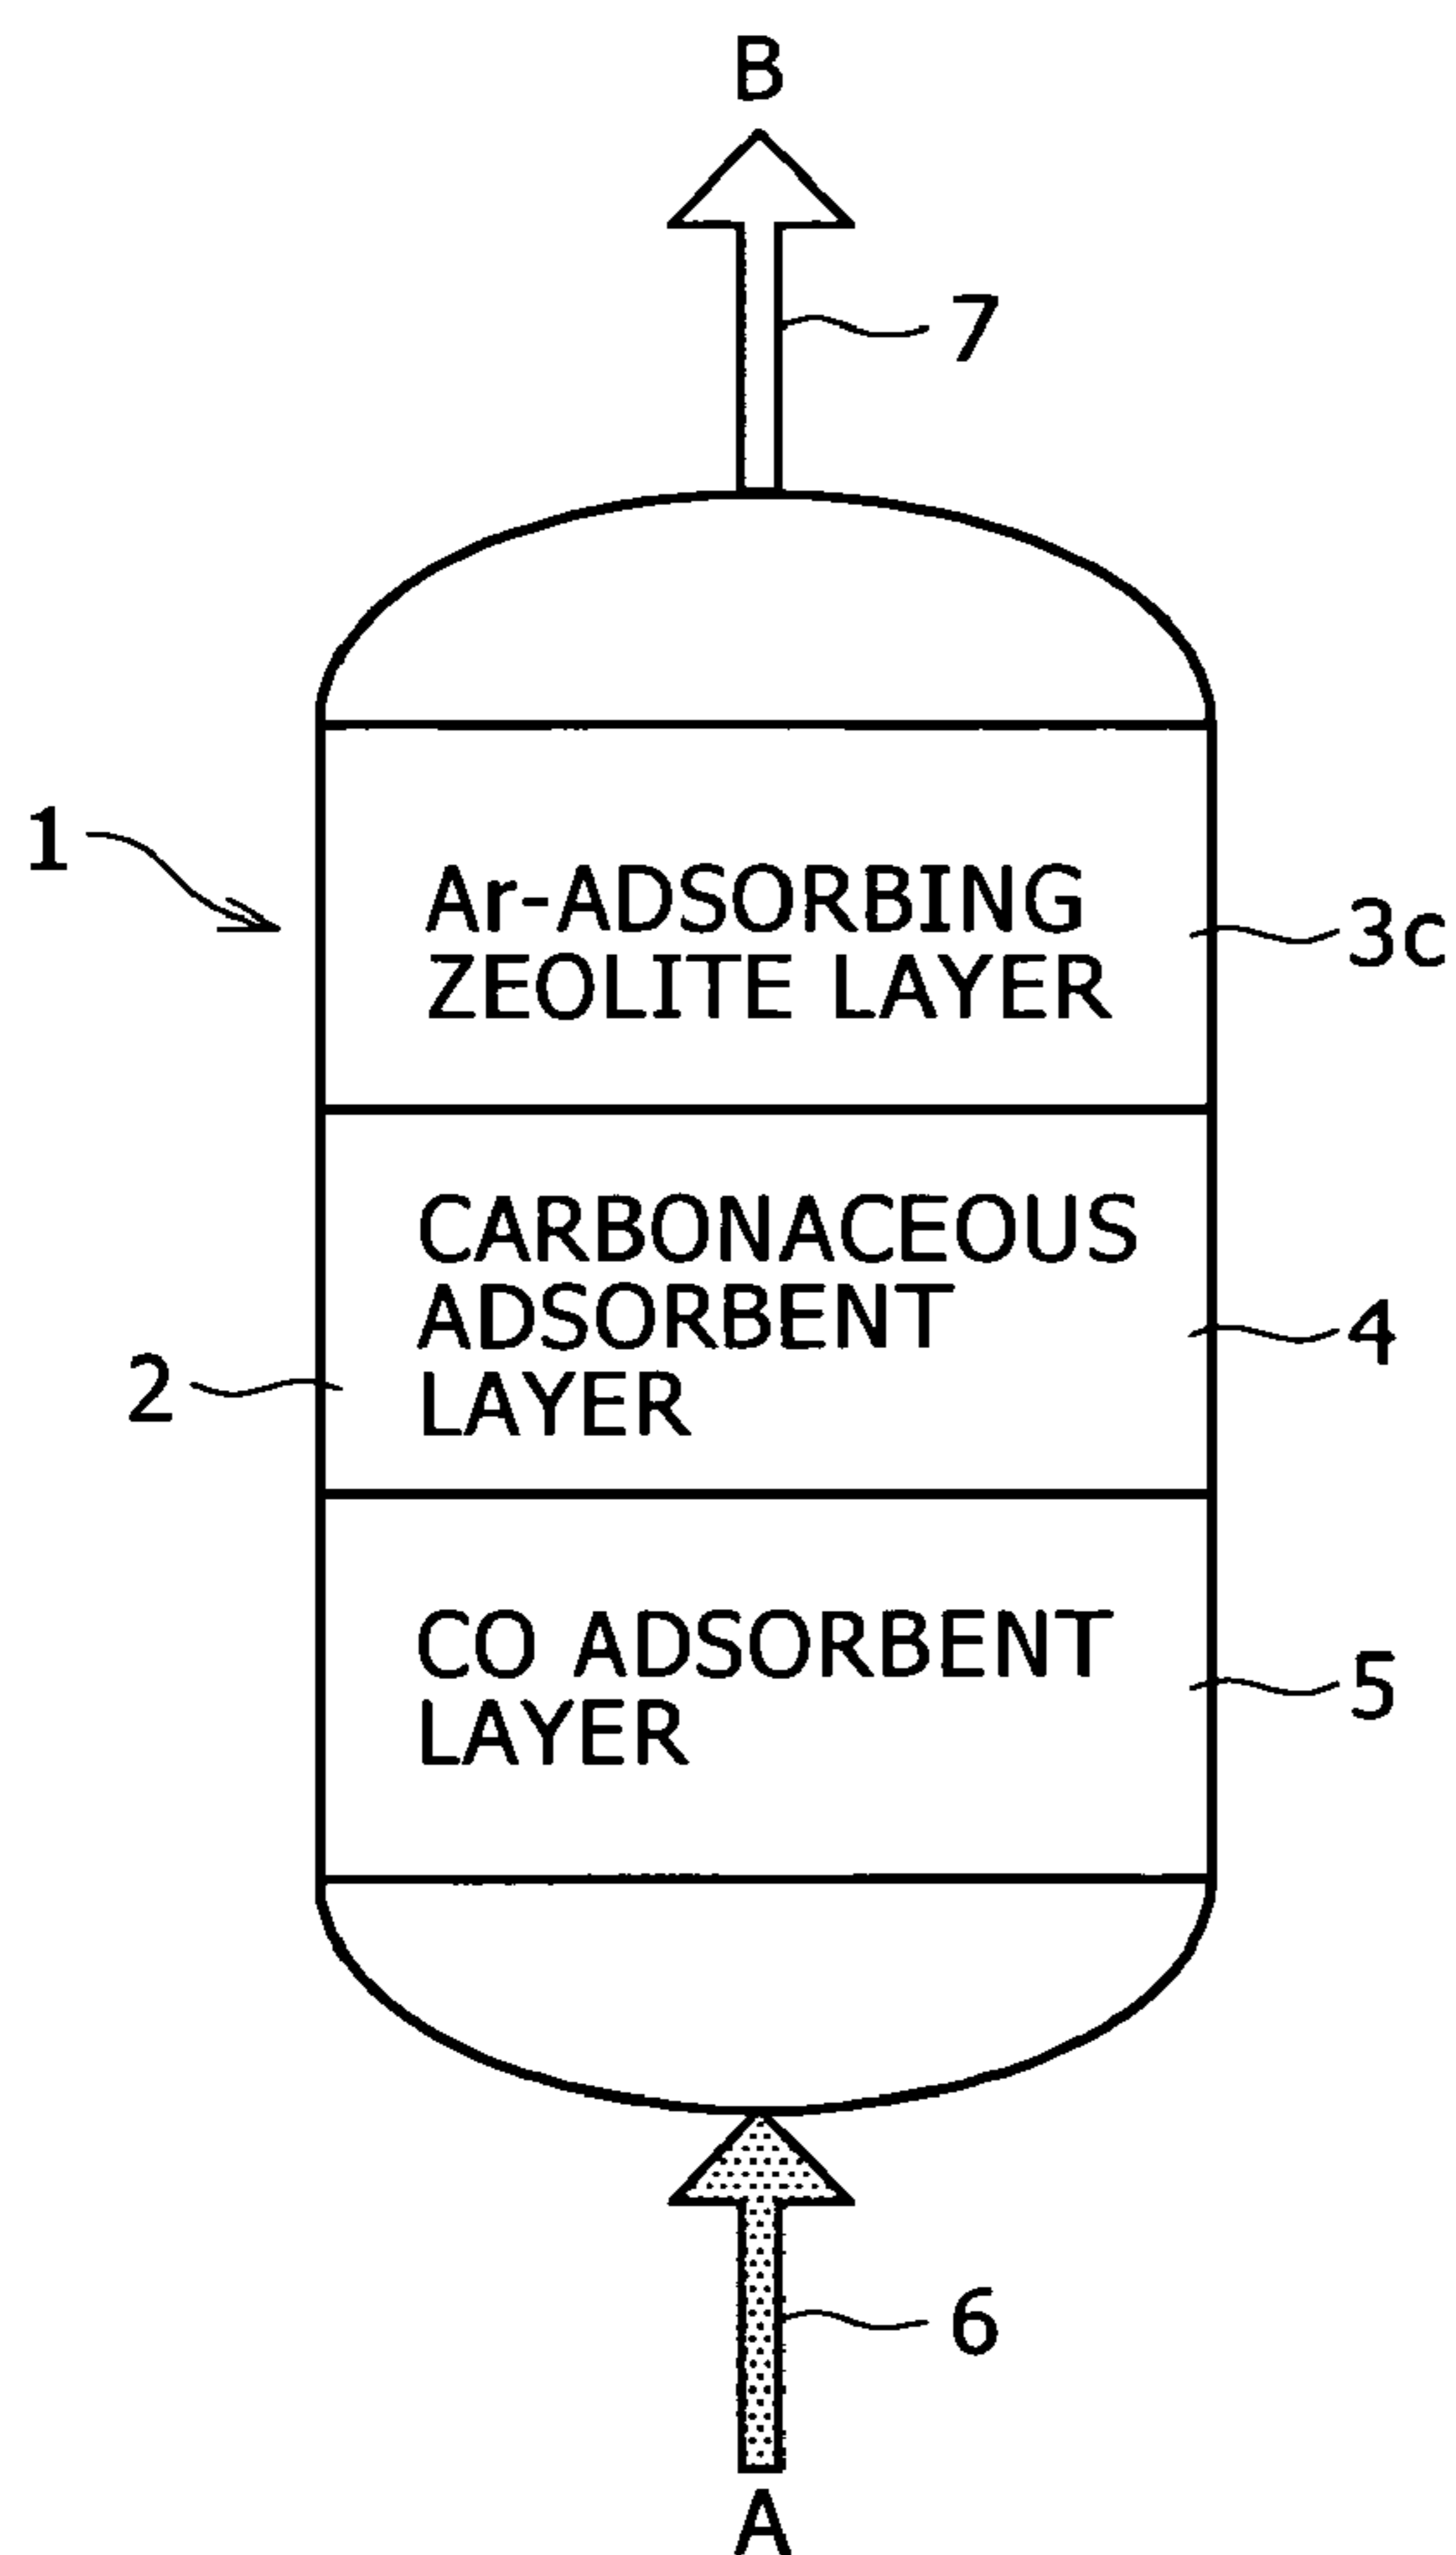 B
7
1
Ar-ADSORBING
ZEOLITE LAYER
3c
CARBONACEOUS
ADSORBENT
LAYER
4
2
CO ADSORBENT
LAYER
5
6
A